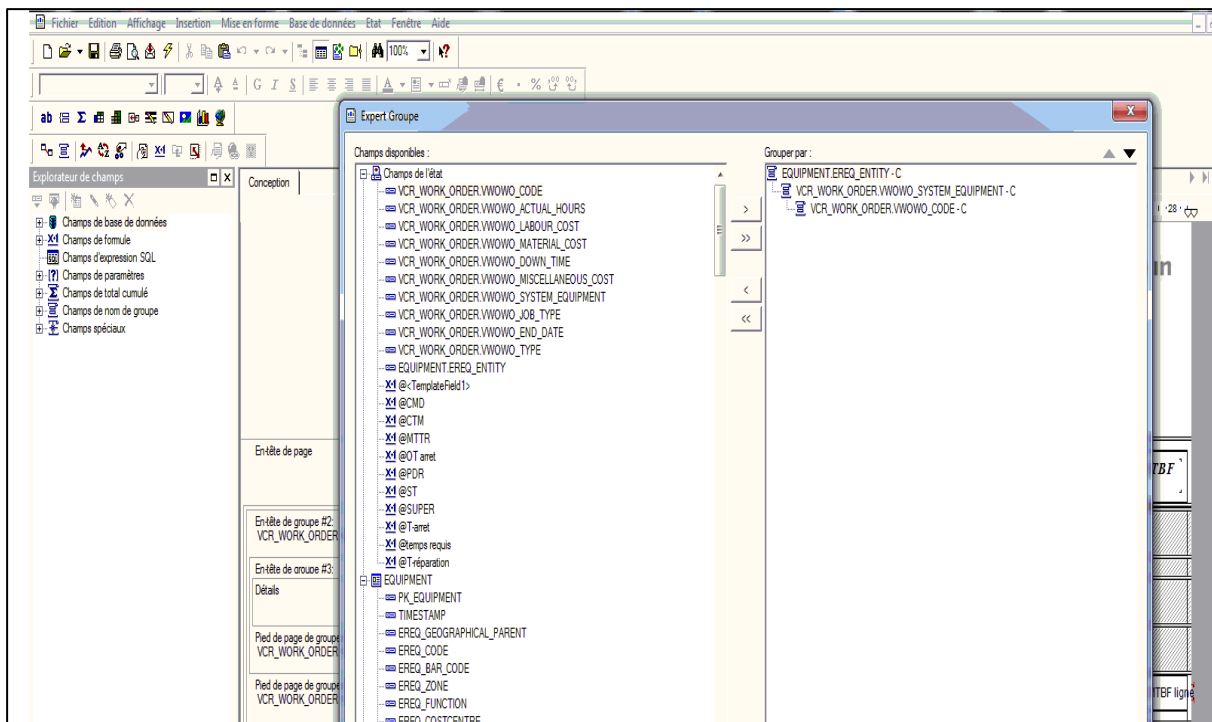 Fichier Edition Affichage Insertion Mise en forme Base de données Etat Fenêtre Aide
100%
G I S
€ %
ab
Explorateur de champs
Champs de base de données
Champs de formule
Champs d'expression SQL
Champs de paramètres
Champs de total cumulé
Champs de nom de groupe
Champs spéciaux
Conception
En-tête de page
En-tête de groupe #2:
VCR_WORK_ORDER
En-tête de groupe #3:
Détails
Pied de page de groupe
VCR_WORK_ORDER
Pied de page de groupe
VCR_WORK_ORDER
Expert Groupe
Champs disponibles :
Champs de l'état
VCR_WORK_ORDER.VWOWO_CODE
VCR_WORK_ORDER.VWOWO_ACTUAL_HOURS
VCR_WORK_ORDER.VWOWO_LABOUR_COST
VCR_WORK_ORDER.VWOWO_MATERIAL_COST
VCR_WORK_ORDER.VWOWO_DOWN_TIME
VCR_WORK_ORDER.VWOWO_MISCELLANEOUS_COST
VCR_WORK_ORDER.VWOWO_SYSTEM_EQUIPMENT
VCR_WORK_ORDER.VWOWO_JOB_TYPE
VCR_WORK_ORDER.VWOWO_END_DATE
VCR_WORK_ORDER.VWOWO_TYPE
EQUIPMENT.EREQ_ENTITY
@<TemplateField1>
@CMD
@CTM
@MTTR
@OT arret
@PDR
@ST
@SUPER
@T-arret
@temps requis
@T-réparation
EQUIPMENT
PK_EQUIPMENT
TIMESTAMP
EREQ_GEOGRAPHICAL_PARENT
EREQ_CODE
EREQ_BAR_CODE
EREQ_ZONE
EREQ_FUNCTION
EREQ_COSTCENTRE
>
>>
<
<<
Grouper par :
EQUIPMENT.EREQ_ENTITY - C
VCR_WORK_ORDER.VWOWO_SYSTEM_EQUIPMENT - C
VCR_WORK_ORDER.VWOWO_CODE - C
28
un
TBF
TBF ligne